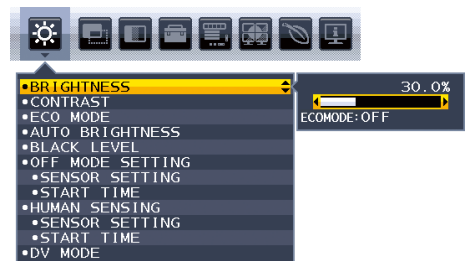 •BRIGHTNESS
30.0%
ECOMODE:OFF
•CONTRAST
•ECO MODE
•AUTO BRIGHTNESS
•BLACK LEVEL
•OFF MODE SETTING
•SENSOR SETTING
•START TIME
•HUMAN SENSING
•SENSOR SETTING
•START TIME
•DV MODE